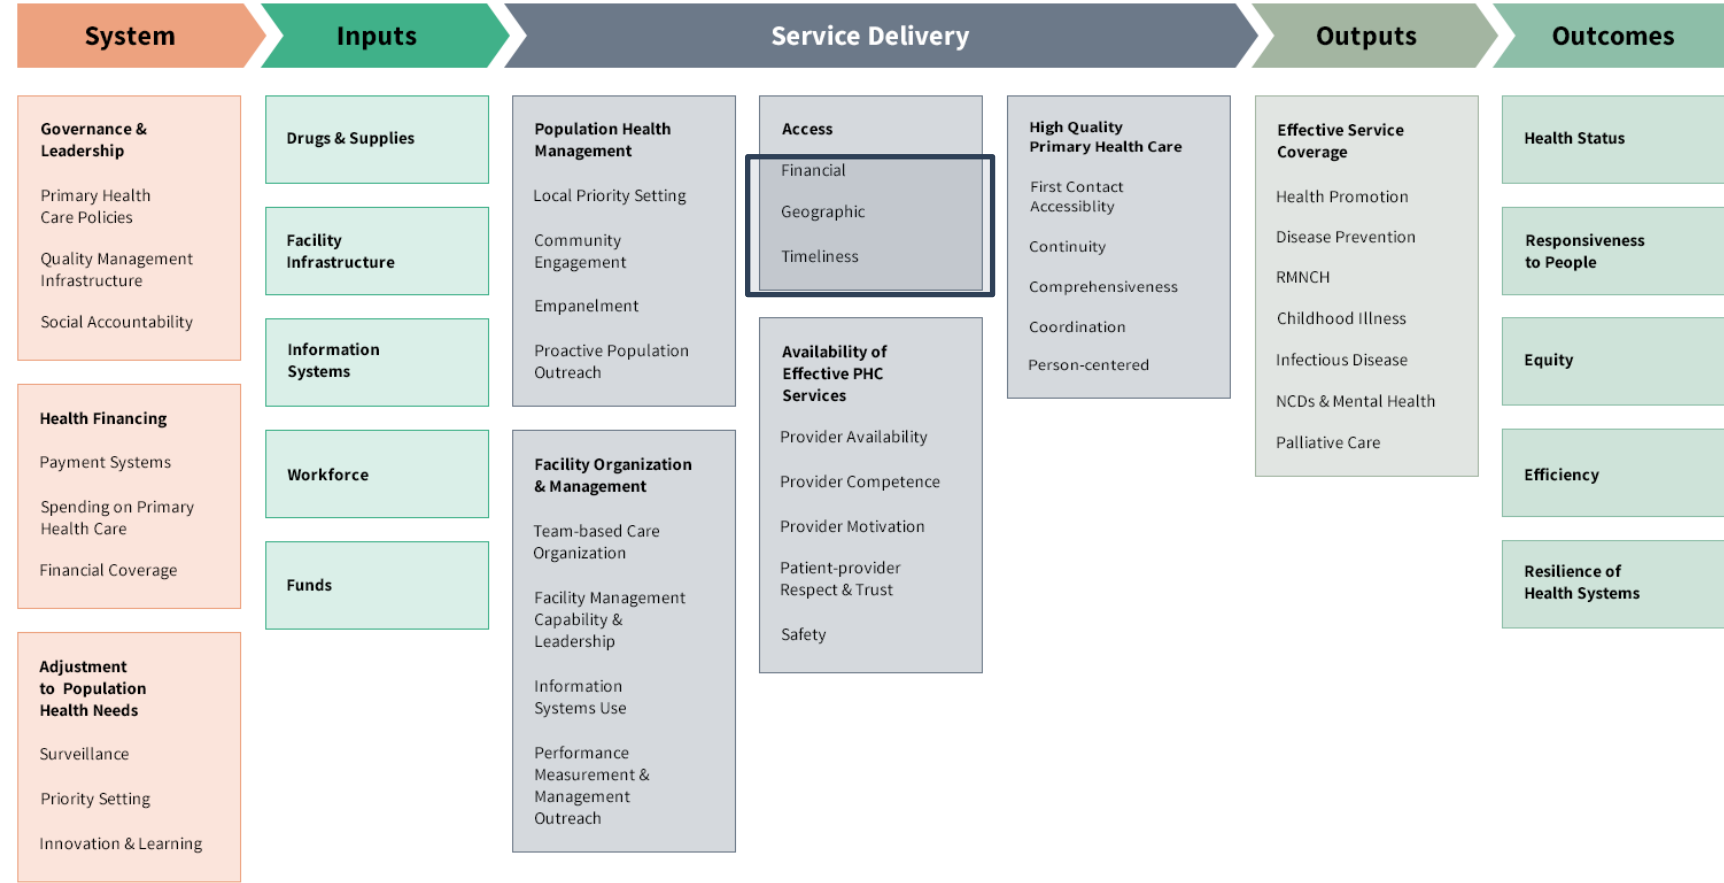 System
Inputs
Service Delivery
Outputs
Outcomes
Governance &
Leadership
Primary Health
Care Policies
Quality Management
Infrastructure
Social Accountability
Health Financing
Payment Systems
Spending on Primary
Health Care
Financial Coverage
Adjustment
to Population
Health Needs
Surveillance
Priority Setting
Innovation & Learning
Drugs & Supplies
Facility
Infrastructure
Information
Systems
Workforce
Funds
Population Health
Management
Local Priority Setting
Community
Engagement
Empanelment
Proactive Population
Outreach
Facility Organization
& Management
Team-based Care
Organization
Facility Management
Capability &
Leadership
Information
Systems Use
Performance
Measurement &
Management
Outreach
Access
Financial
Geographic
Timeliness
Availability of
Effective PHC
Services
Provider Availability
Provider Competence
Provider Motivation
Patient-provider
Respect & Trust
Safety
High Quality
Primary Health Care
First Contact
Accessiblity
Continuity
Comprehensiveness
Coordination
Person-centered
Effective Service
Coverage
Health Promotion
Disease Prevention
RMNCH
Childhood Illness
Infectious Disease
NCDs & Mental Health
Palliative Care
Health Status
Responsiveness
to People
Equity
Efficiency
Resilience of
Health Systems